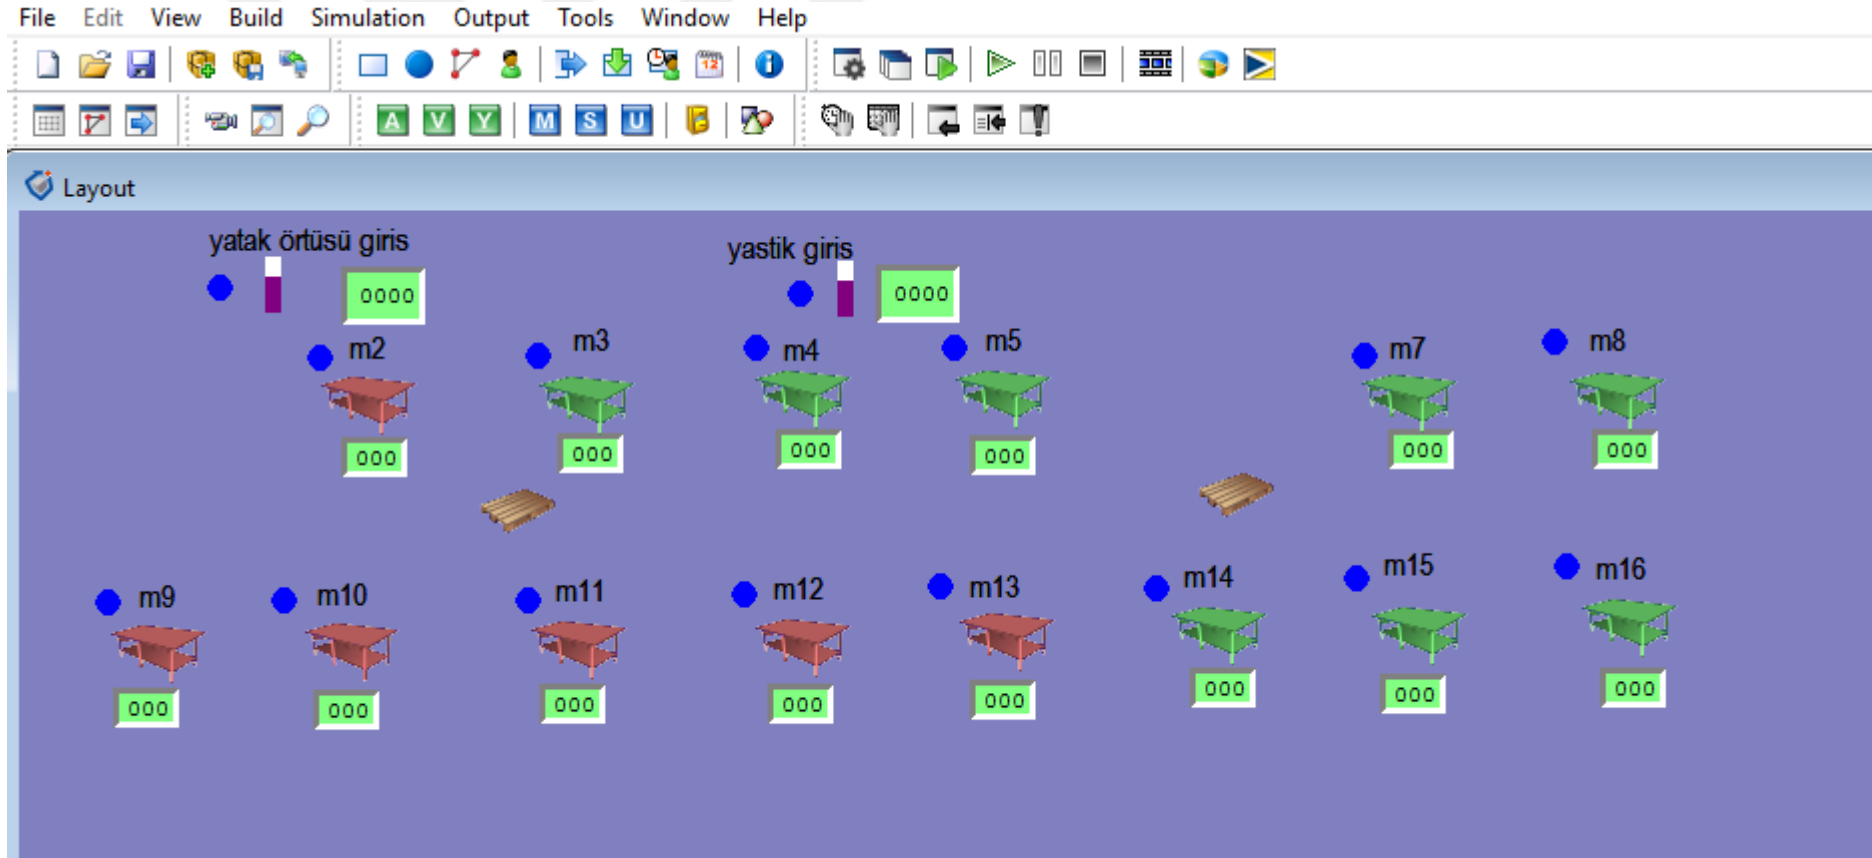 File Edit View Build Simulation Output Tools Window Help
12
A V Y M S U
Layout
yatak örtüsü giris
yastik giris
0000
0000
m2
m3
m4
m5
m7
m8
000
000
000
000
000
000
m9
m10
m11
m12
m13
m14
m15
m16
000
000
000
000
000
000
000
000